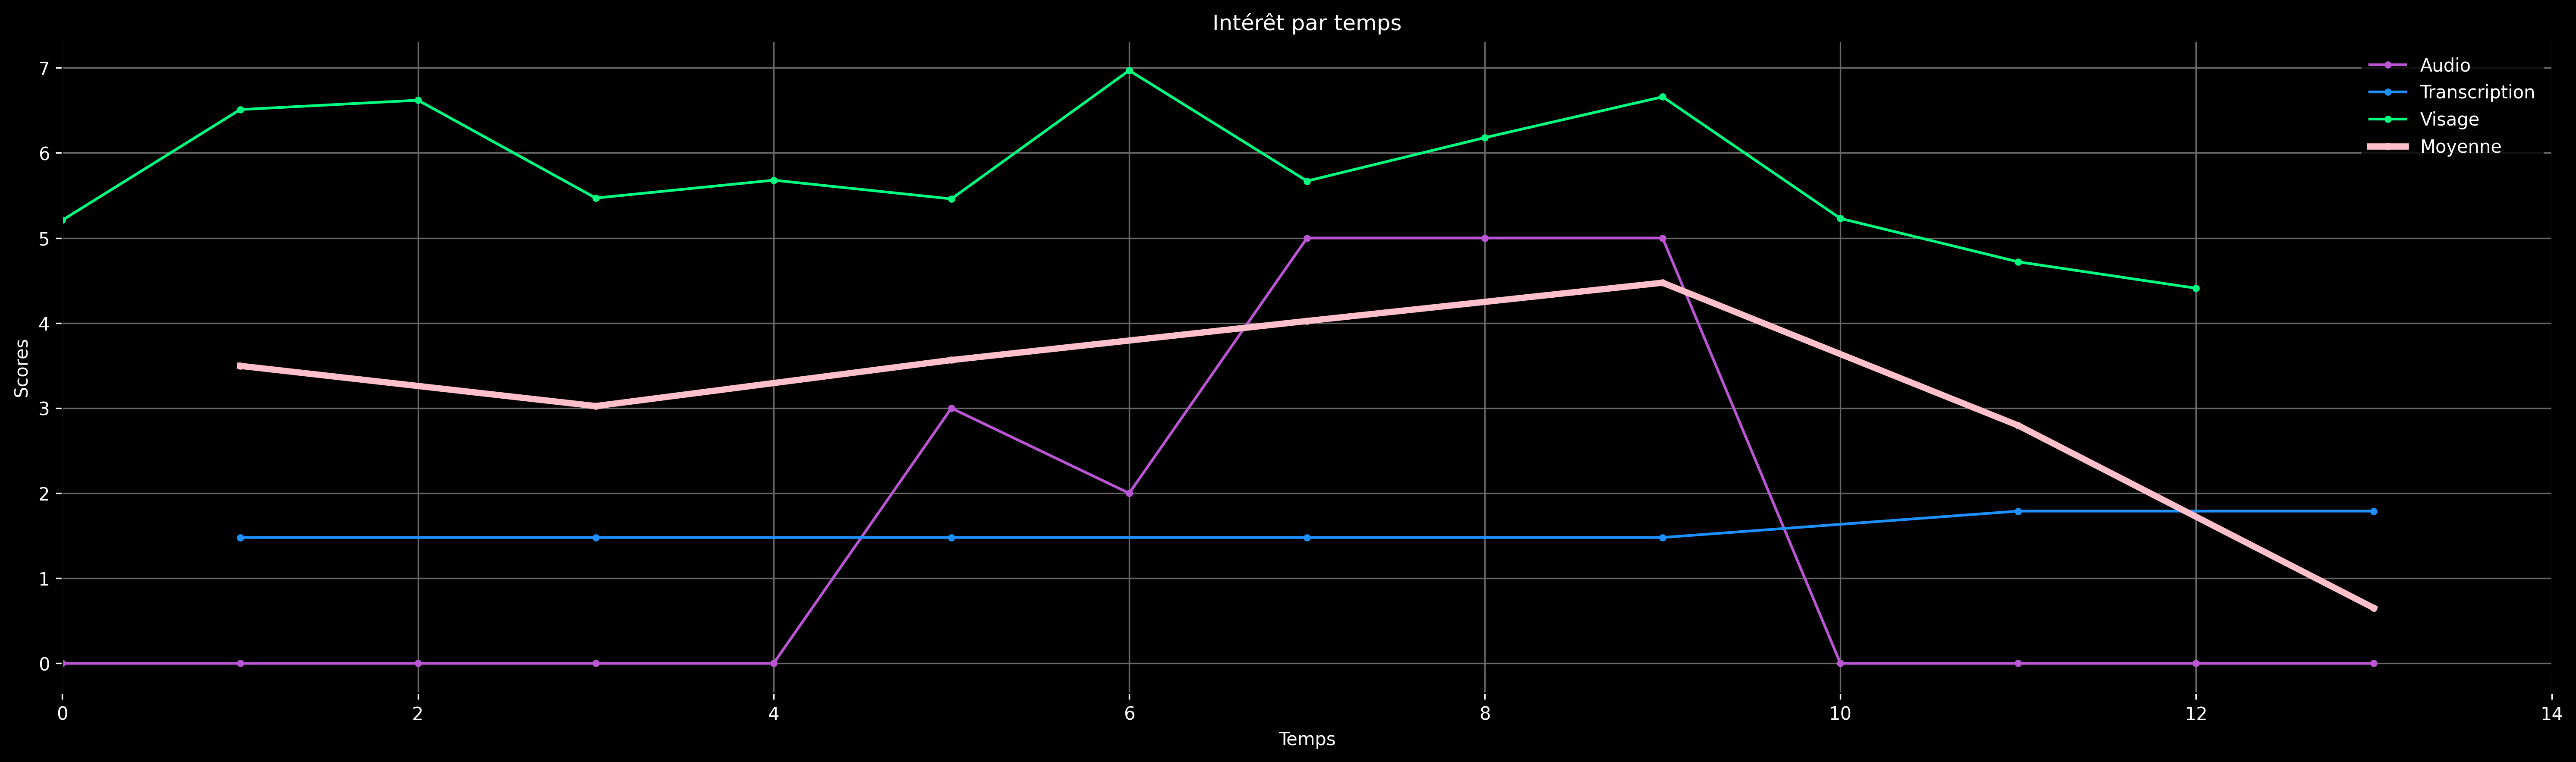 Intérêt par temps
Audio
Transcription
Visage
Moyenne
7
6
5
4
3
2
1
0
Scores
0 2 4 6 8 10 12 14
Temps